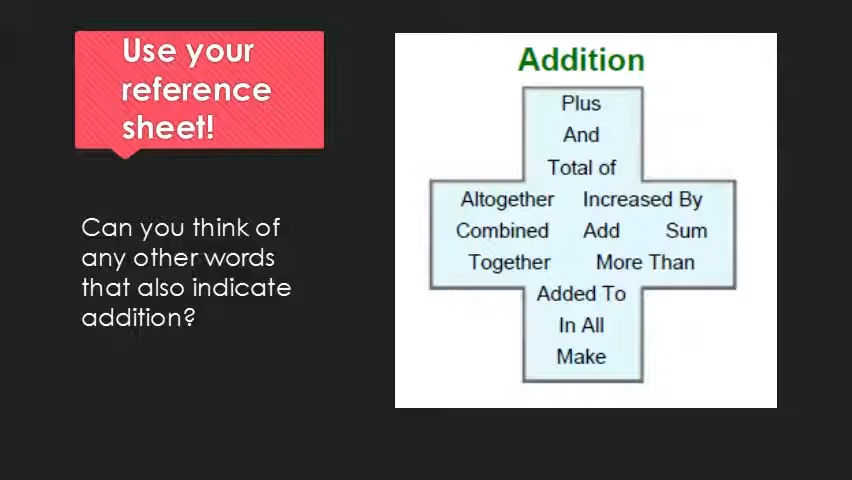 Use your
reference
sheet!
Can you think of
any other words
that also indicate
addition?
Addition
Plus
And
Total of
Altogether Increased By
Combined Add Sum
Together More Than
Added To
In All
Make